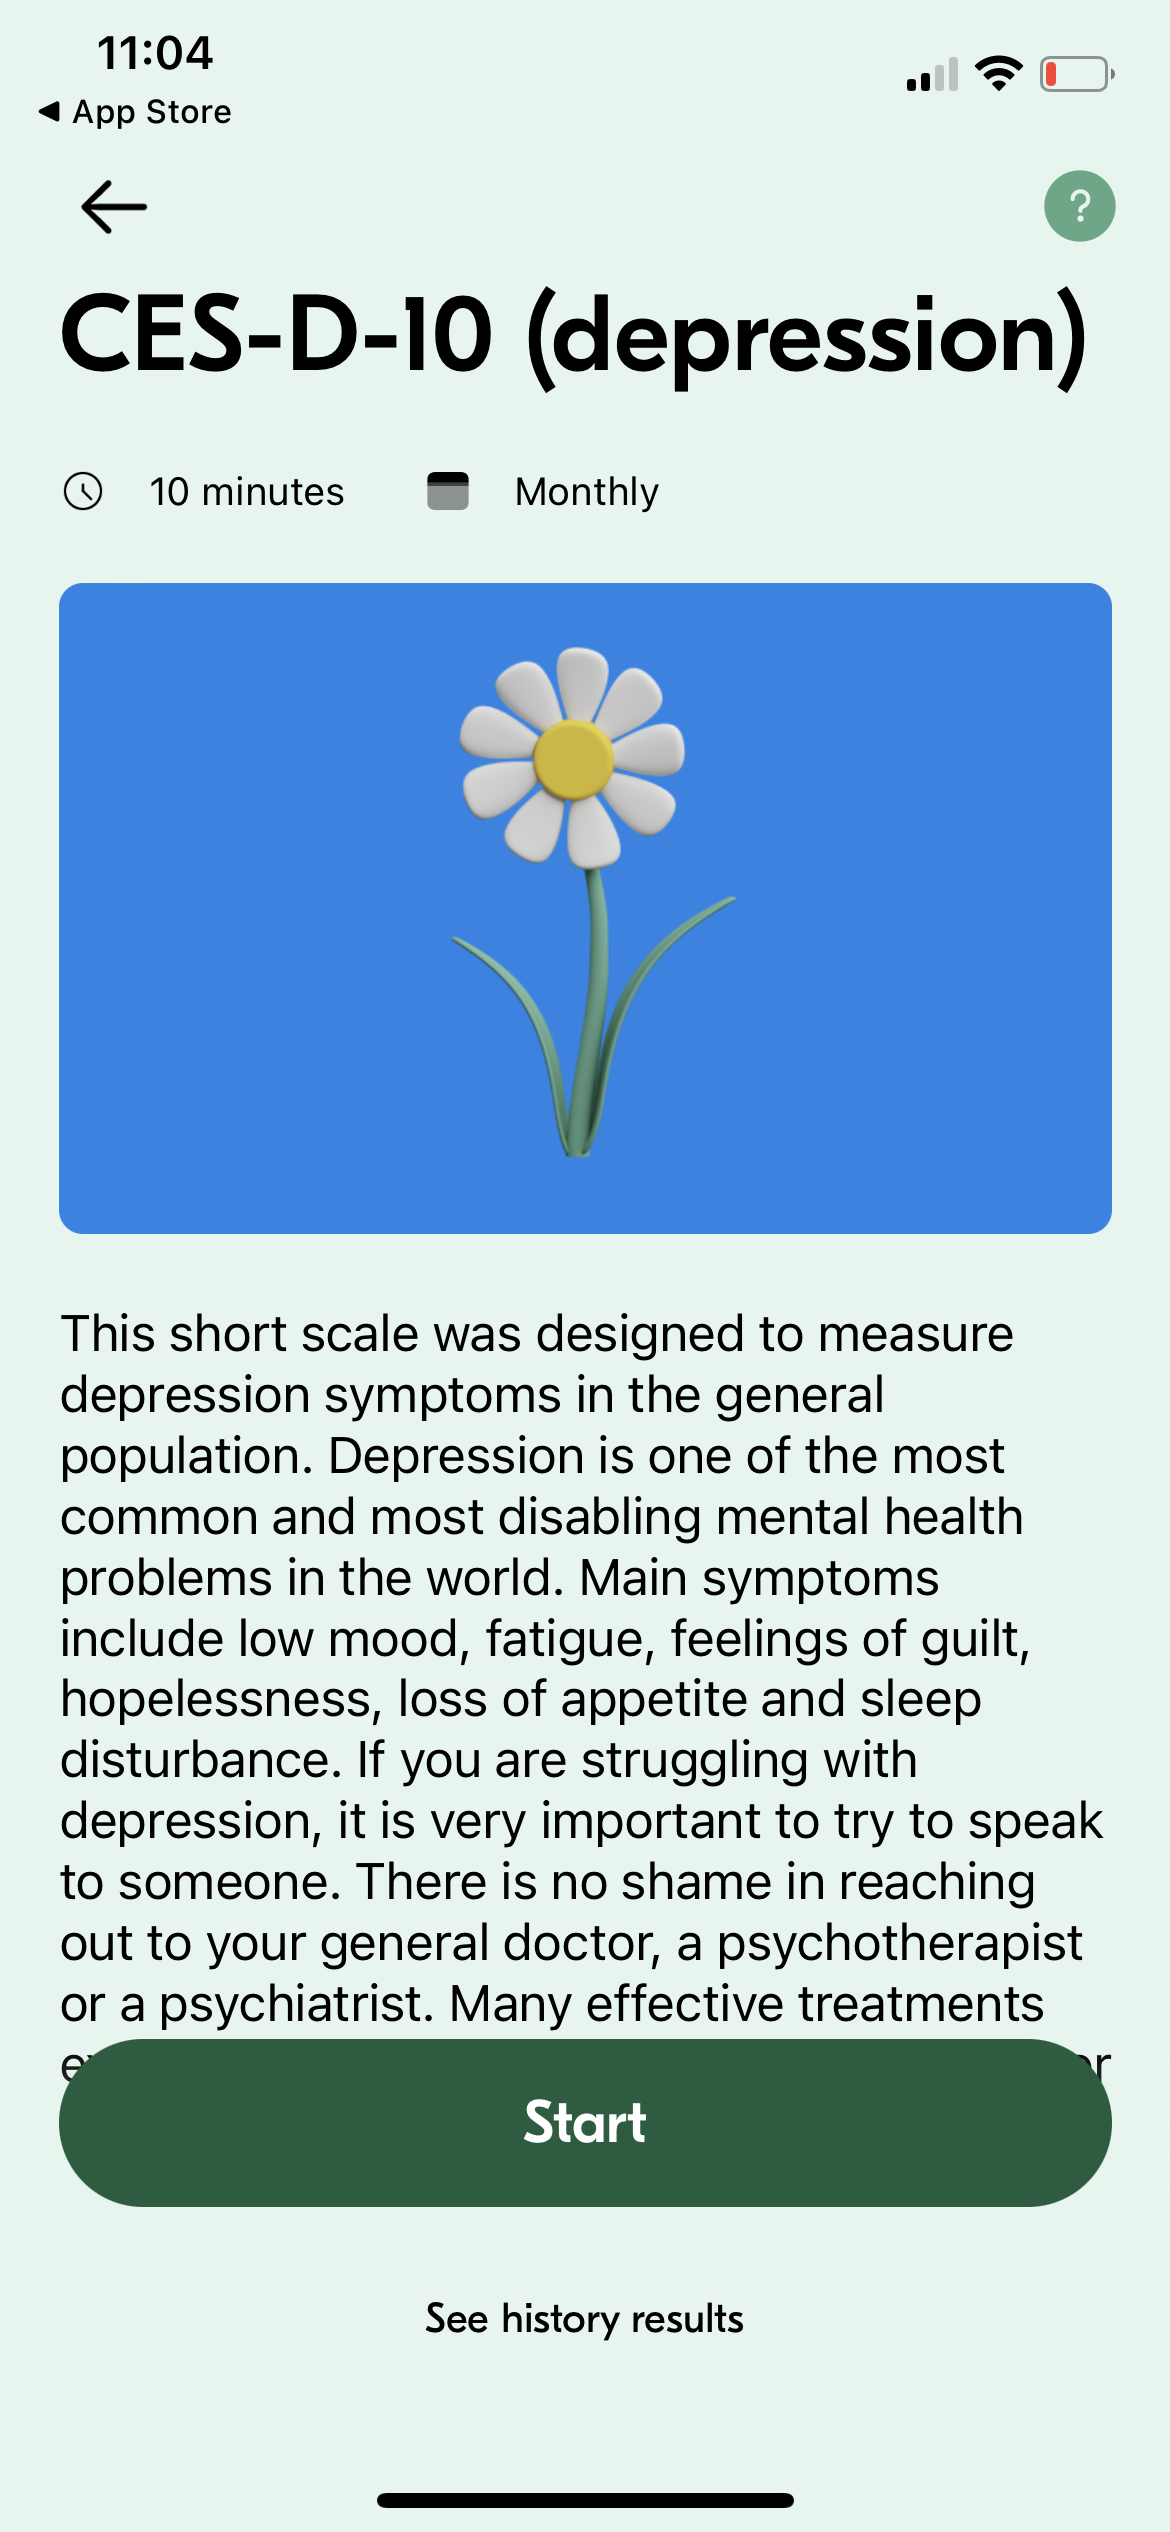 11:04
App Store
?
CES-D-10 (depression)
10 minutes
Monthly
This short scale was designed to measure
depression symptoms in the general
population. Depression is one of the most
common and most disabling mental health
problems in the world. Main symptoms
include low mood, fatigue, feelings of guilt,
hopelessness, loss of appetite and sleep
disturbance. If you are struggling with
depression, it is very important to try to speak
to someone. There is no shame in reaching
out to your general doctor, a psychotherapist
or a psychiatrist. Many effective treatments
Start
See history results